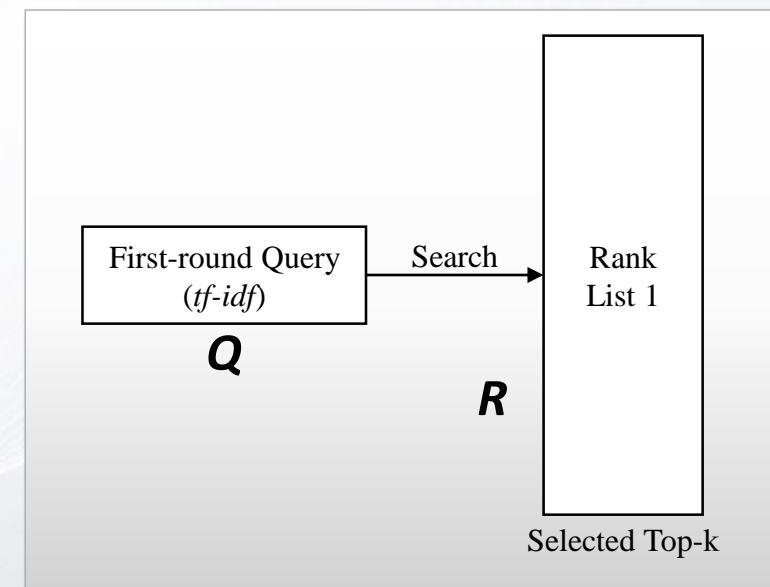 First-round Query
(tf-idf)
Q
Search
R
Rank
List 1
Selected Top-k